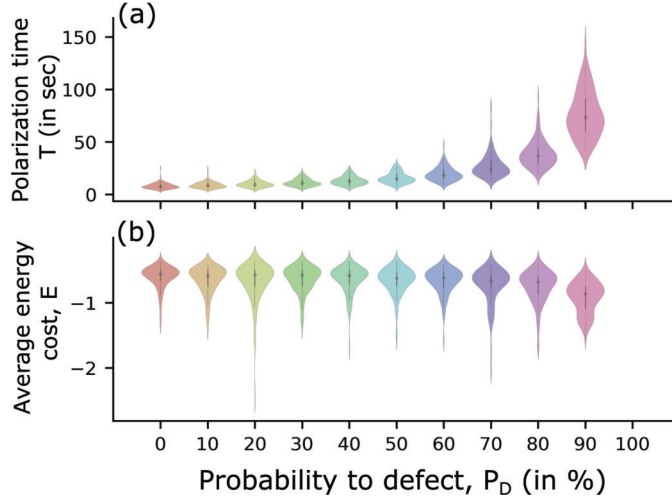 (a)
Polarization time
T (in sec)
150
100
50
0
(b)
Average energy
cost, E
-1
-2
0 10 20 30 40 50 60 70 80 90 100
Probability to defect, P_D (in %)